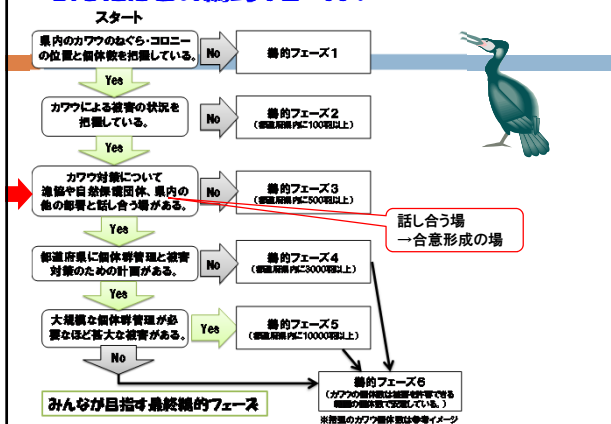 スタート
県内のカワウのねぐら・コロニー
の位置と個体数を把握している。
No
鵜的フェーズ１
Yes
カワウによる被害の状況を
把握している。
No
鵜的フェーズ２
（都道府県内に100羽以上）
Yes
カワウ対策について
漁協や自然保護団体、県内の
他の部署と話し合う場がある。
No
鵜的フェーズ３
（都道府県内に500羽以上）
話し合う場
→合意形成の場
Yes
都道府県に個体群管理と被害
対策のための計画がある。
No
鵜的フェーズ４
（都道府県内に3000羽以上）
Yes
大規模な個体群管理が必
要なほど甚大な被害がある。
Yes
鵜的フェーズ５
（都道府県内に10000羽以上）
No
鵜的フェーズ６
（カワウの個体数は被害を許容できる
範囲の個体数で安定している。）
みんなが目指す最終鵜的フェーズ
※括弧のカワウ個体数は参考イメージ